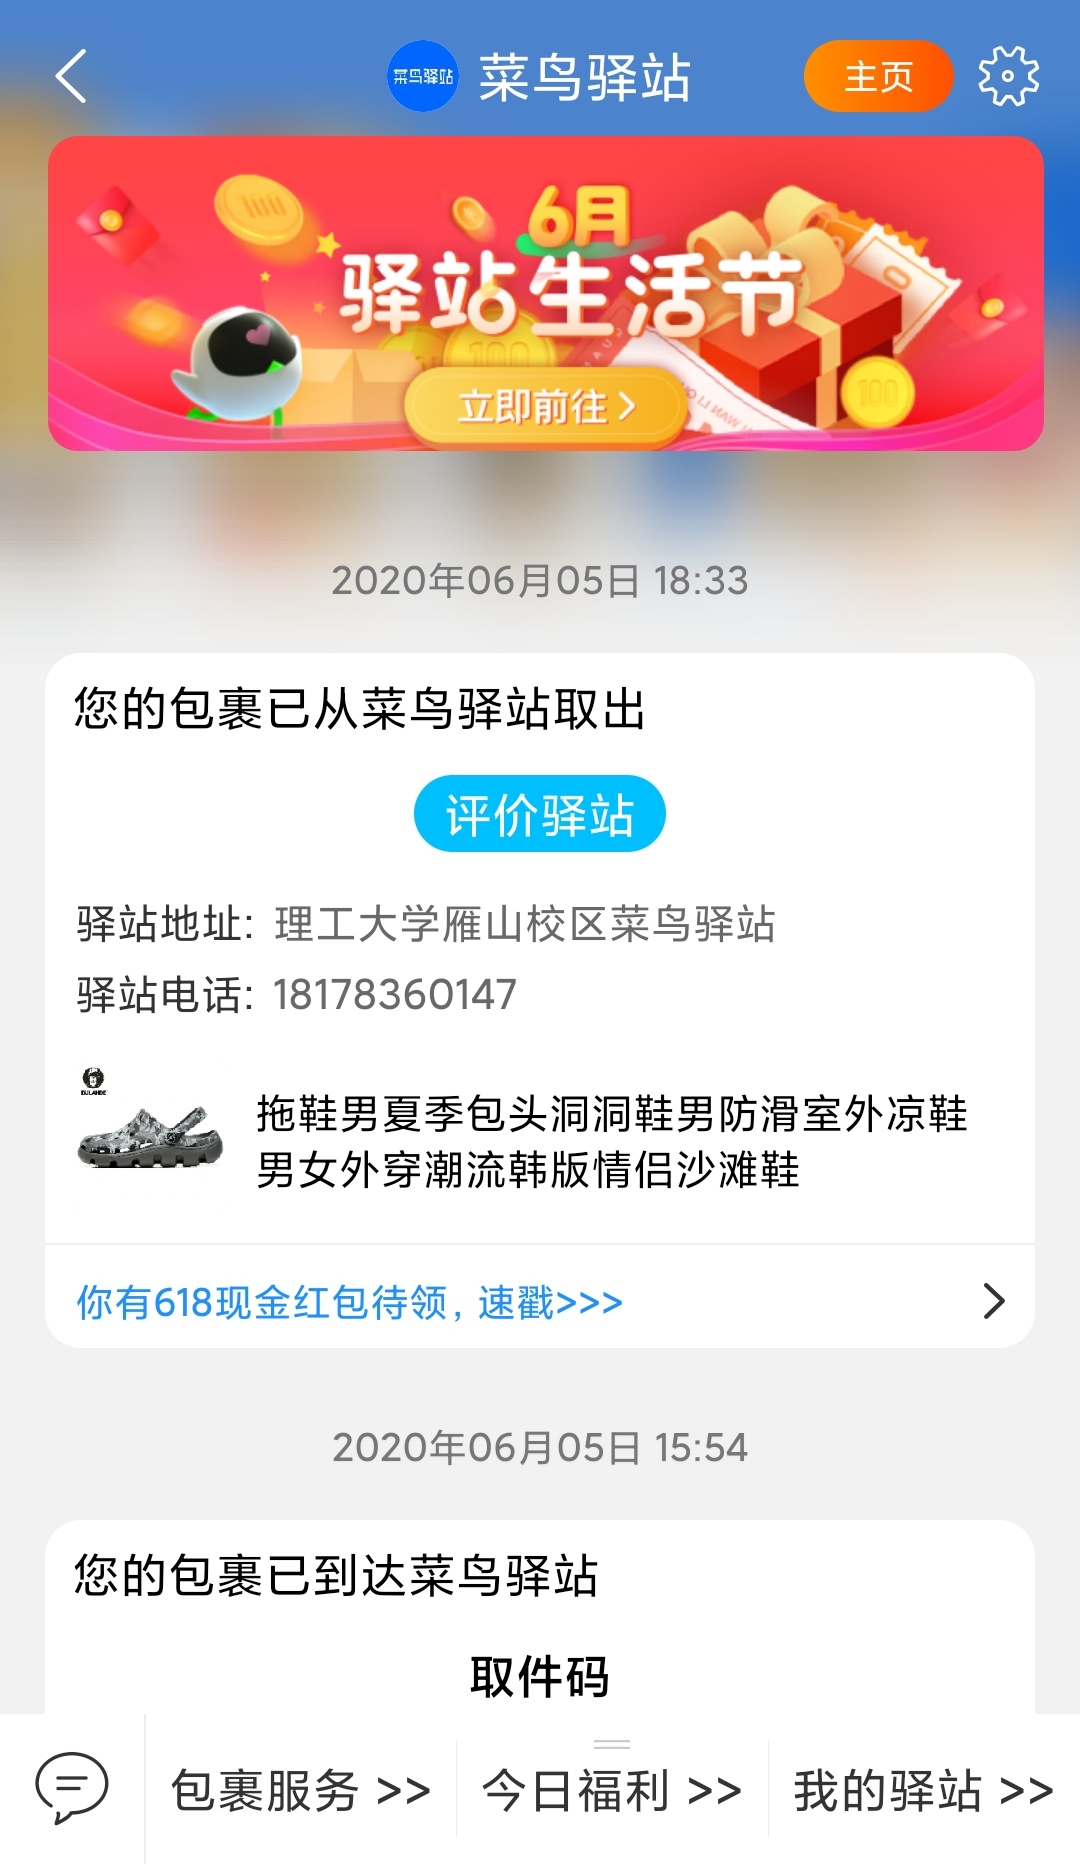 菜鸟驿站
菜鸟驿站
主页
6月
驿站生活节
立即前往
2020年06月05日 18:33
您的包裹已从菜鸟驿站取出
评价驿站
驿站地址: 理工大学雁山校区菜鸟驿站
驿站电话: 18178360147
拖鞋男夏季包头洞洞鞋男防滑室外凉鞋
男女外穿潮流韩版情侣沙滩鞋
你有618现金红包待领，速戳>>>
2020年06月05日 15:54
您的包裹已到达菜鸟驿站
取件码
包裹服务 >>
今日福利 >>
我的驿站 >>